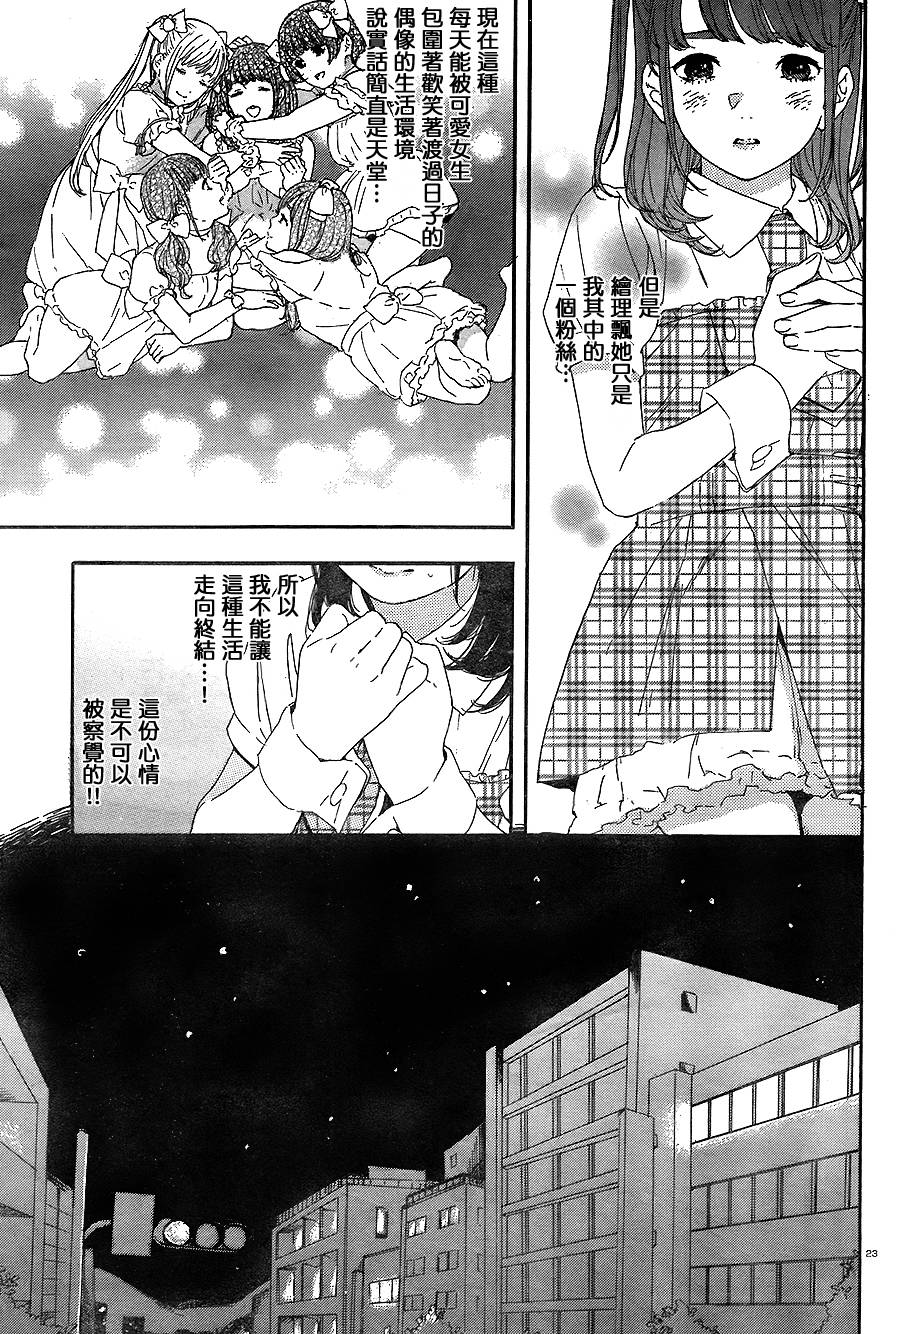 但是
繪理飄她只是
我其中的
一個粉絲…
現在這種
每天能被可愛女生
包圍著歡笑著渡過日子的
偶像的生活環境
說實話簡直是天堂…
所以
我不能讓
這種生活
走向終結…！
這份心情
是不可以
被察覺的!!
23